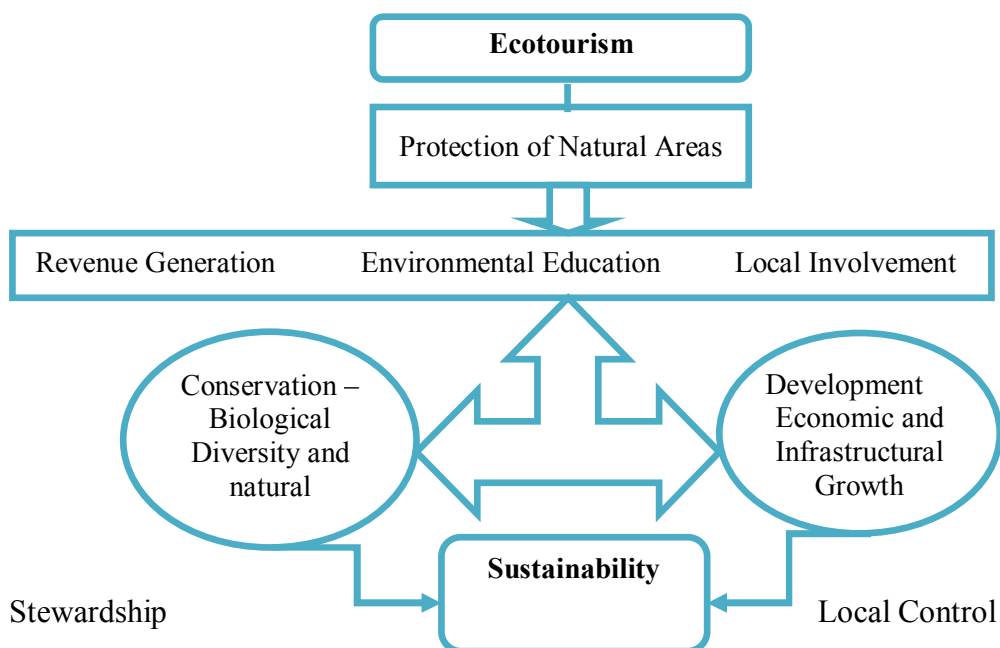 Ecotourism
Protection of Natural Areas
Revenue Generation Environmental Education Local Involvement
Conservation –
Biological
Diversity and
natural
Development
Economic and
Infrastructural
Growth
Sustainability
Stewardship
Local Control